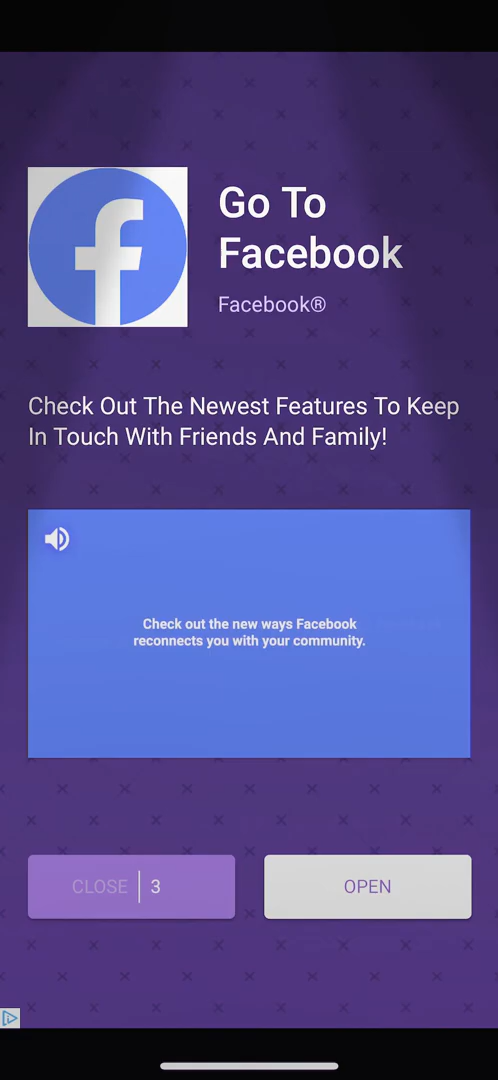 Go To
Facebook
Facebook®
Check Out The Newest Features To Keep
In Touch With Friends And Family!
Check out the new ways Facebook
reconnects you with your community.
CLOSE 3
OPEN